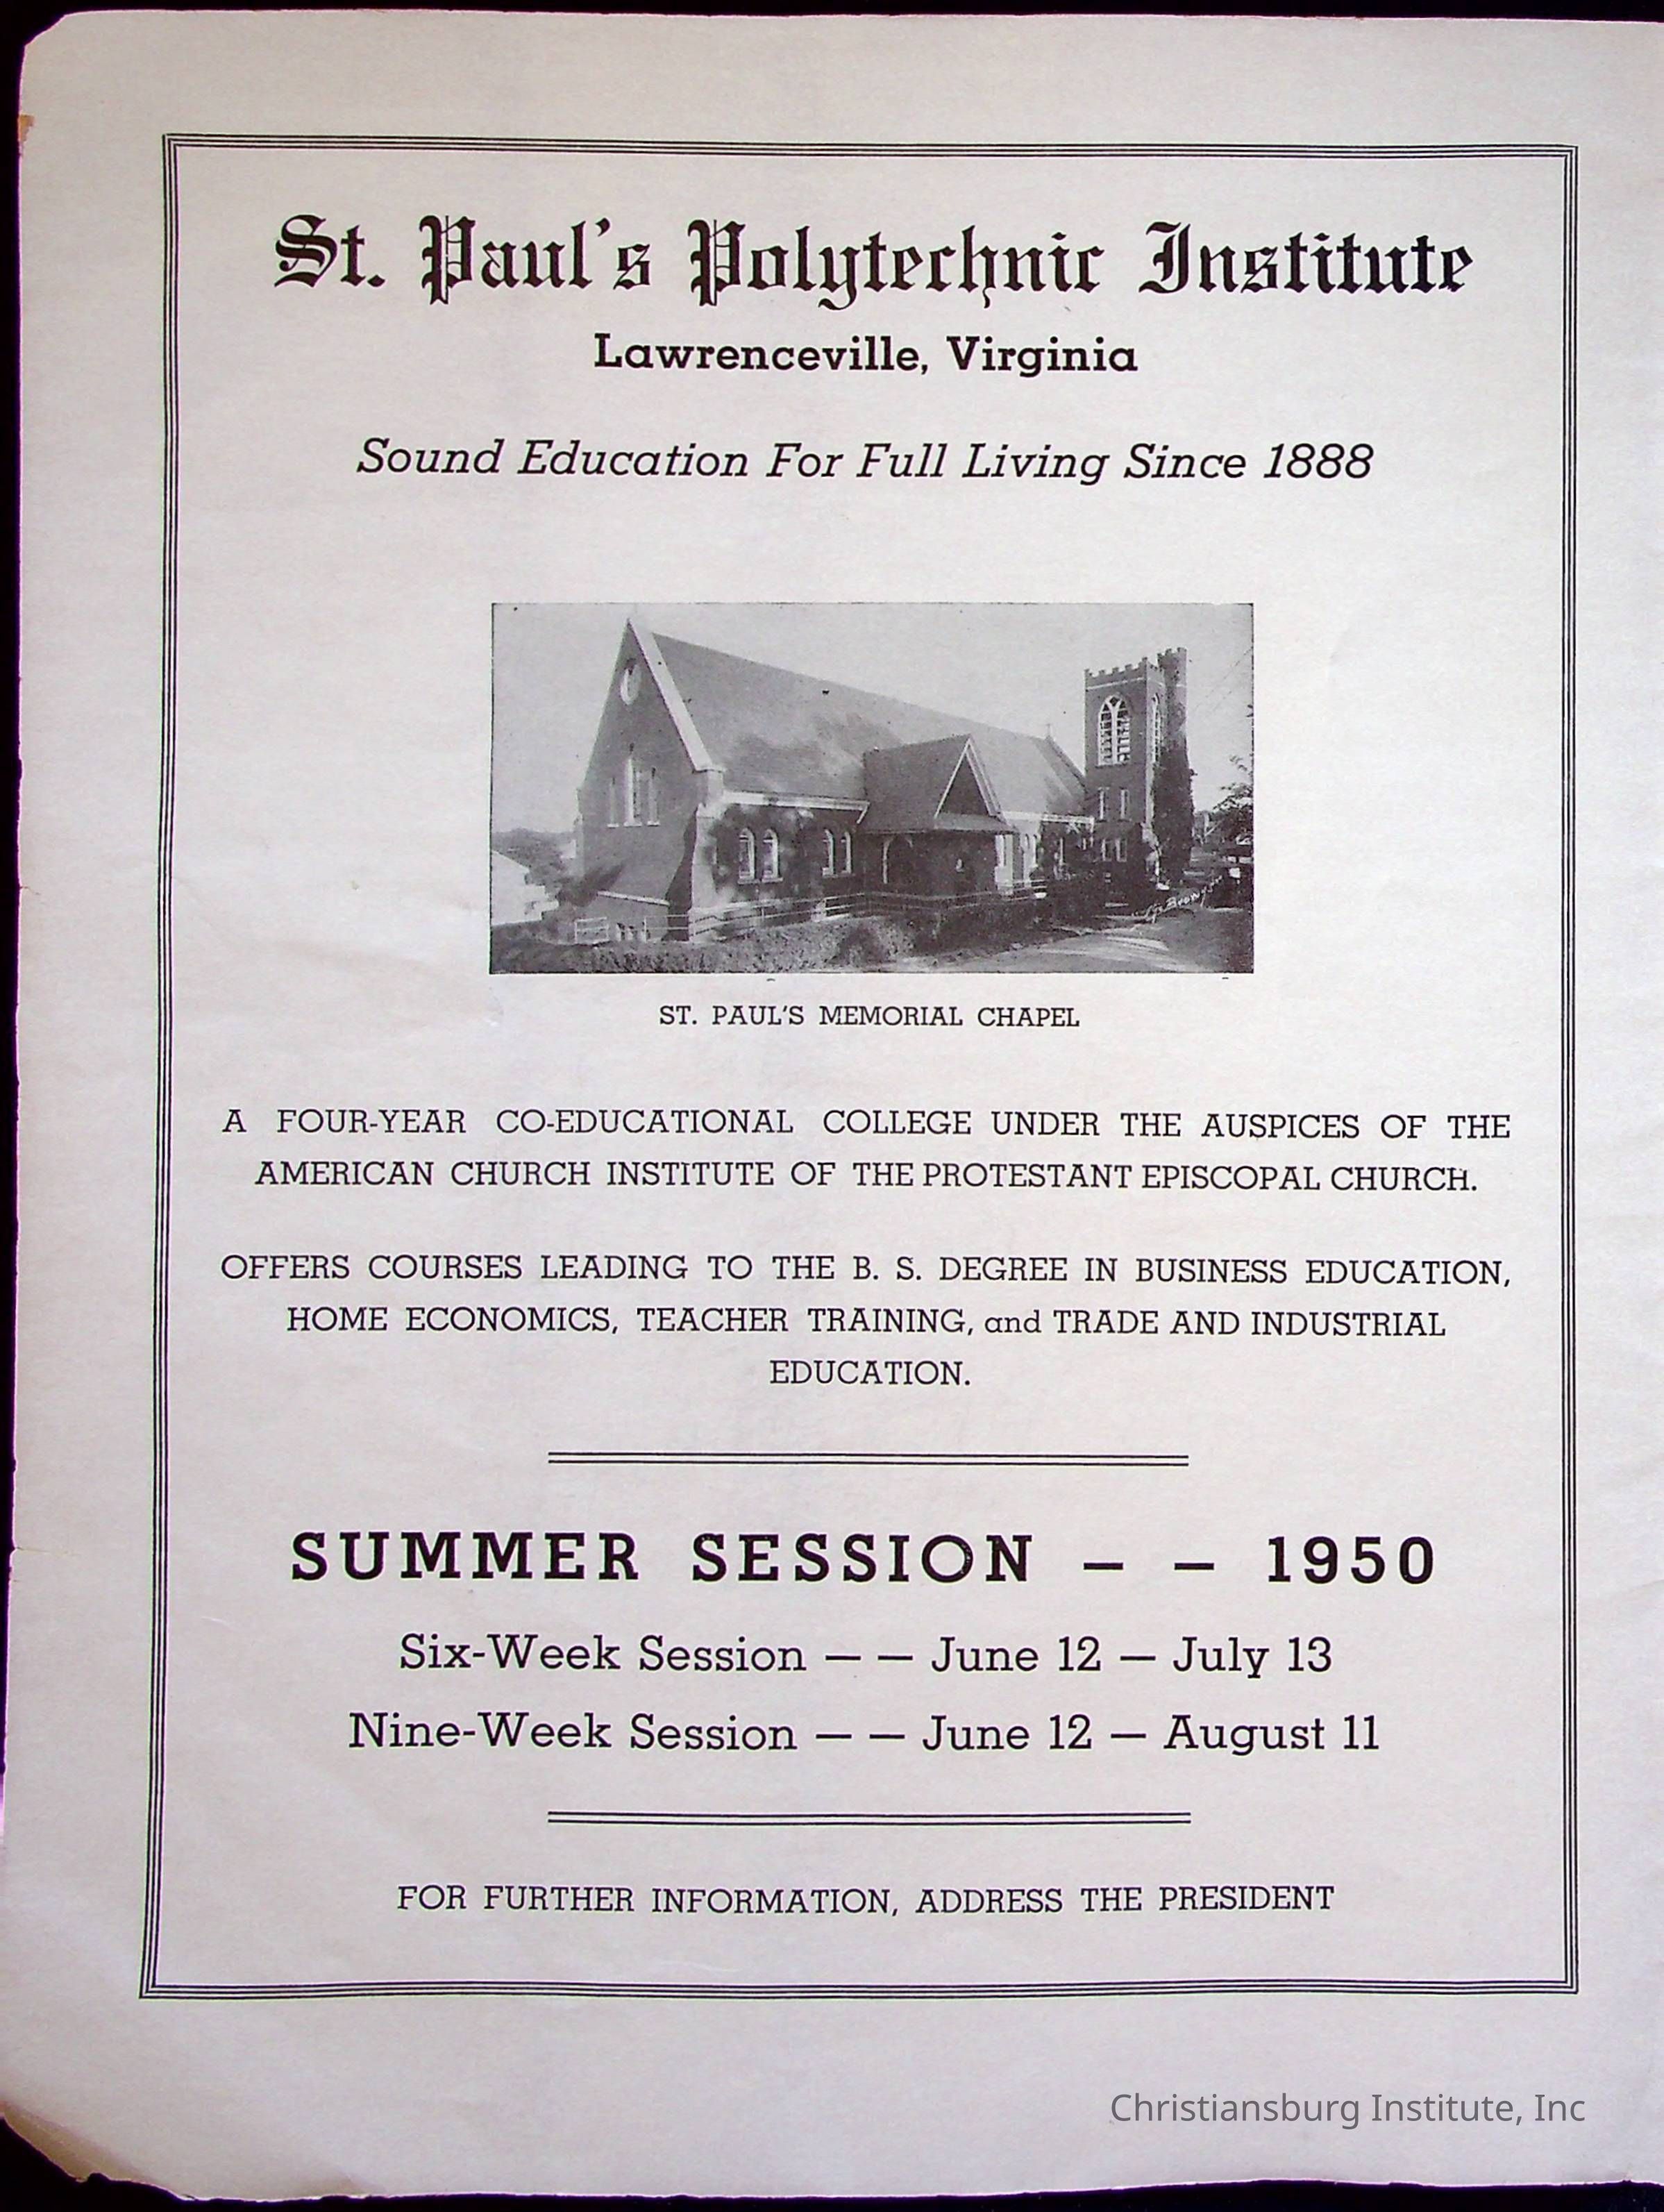 St. Paul's Polytechnic Institute
Lawrenceville, Virginia
Sound Education For Full Living Since 1888
ST. PAUL'S MEMORIAL CHAPEL
A FOUR-YEAR CO-EDUCATIONAL COLLEGE UNDER THE AUSPICES OF THE
AMERICAN CHURCH INSTITUTE OF THE PROTESTANT EPISCOPAL CHURCH.
OFFERS COURSES LEADING TO THE B. S. DEGREE IN BUSINESS EDUCATION,
HOME ECONOMICS, TEACHER TRAINING, and TRADE AND INDUSTRIAL
EDUCATION.
SUMMER SESSION — — 1950
Six-Week Session — — June 12 — July 13
Nine-Week Session — — June 12 — August 11
FOR FURTHER INFORMATION, ADDRESS THE PRESIDENT
Christiansburg Institute, Inc